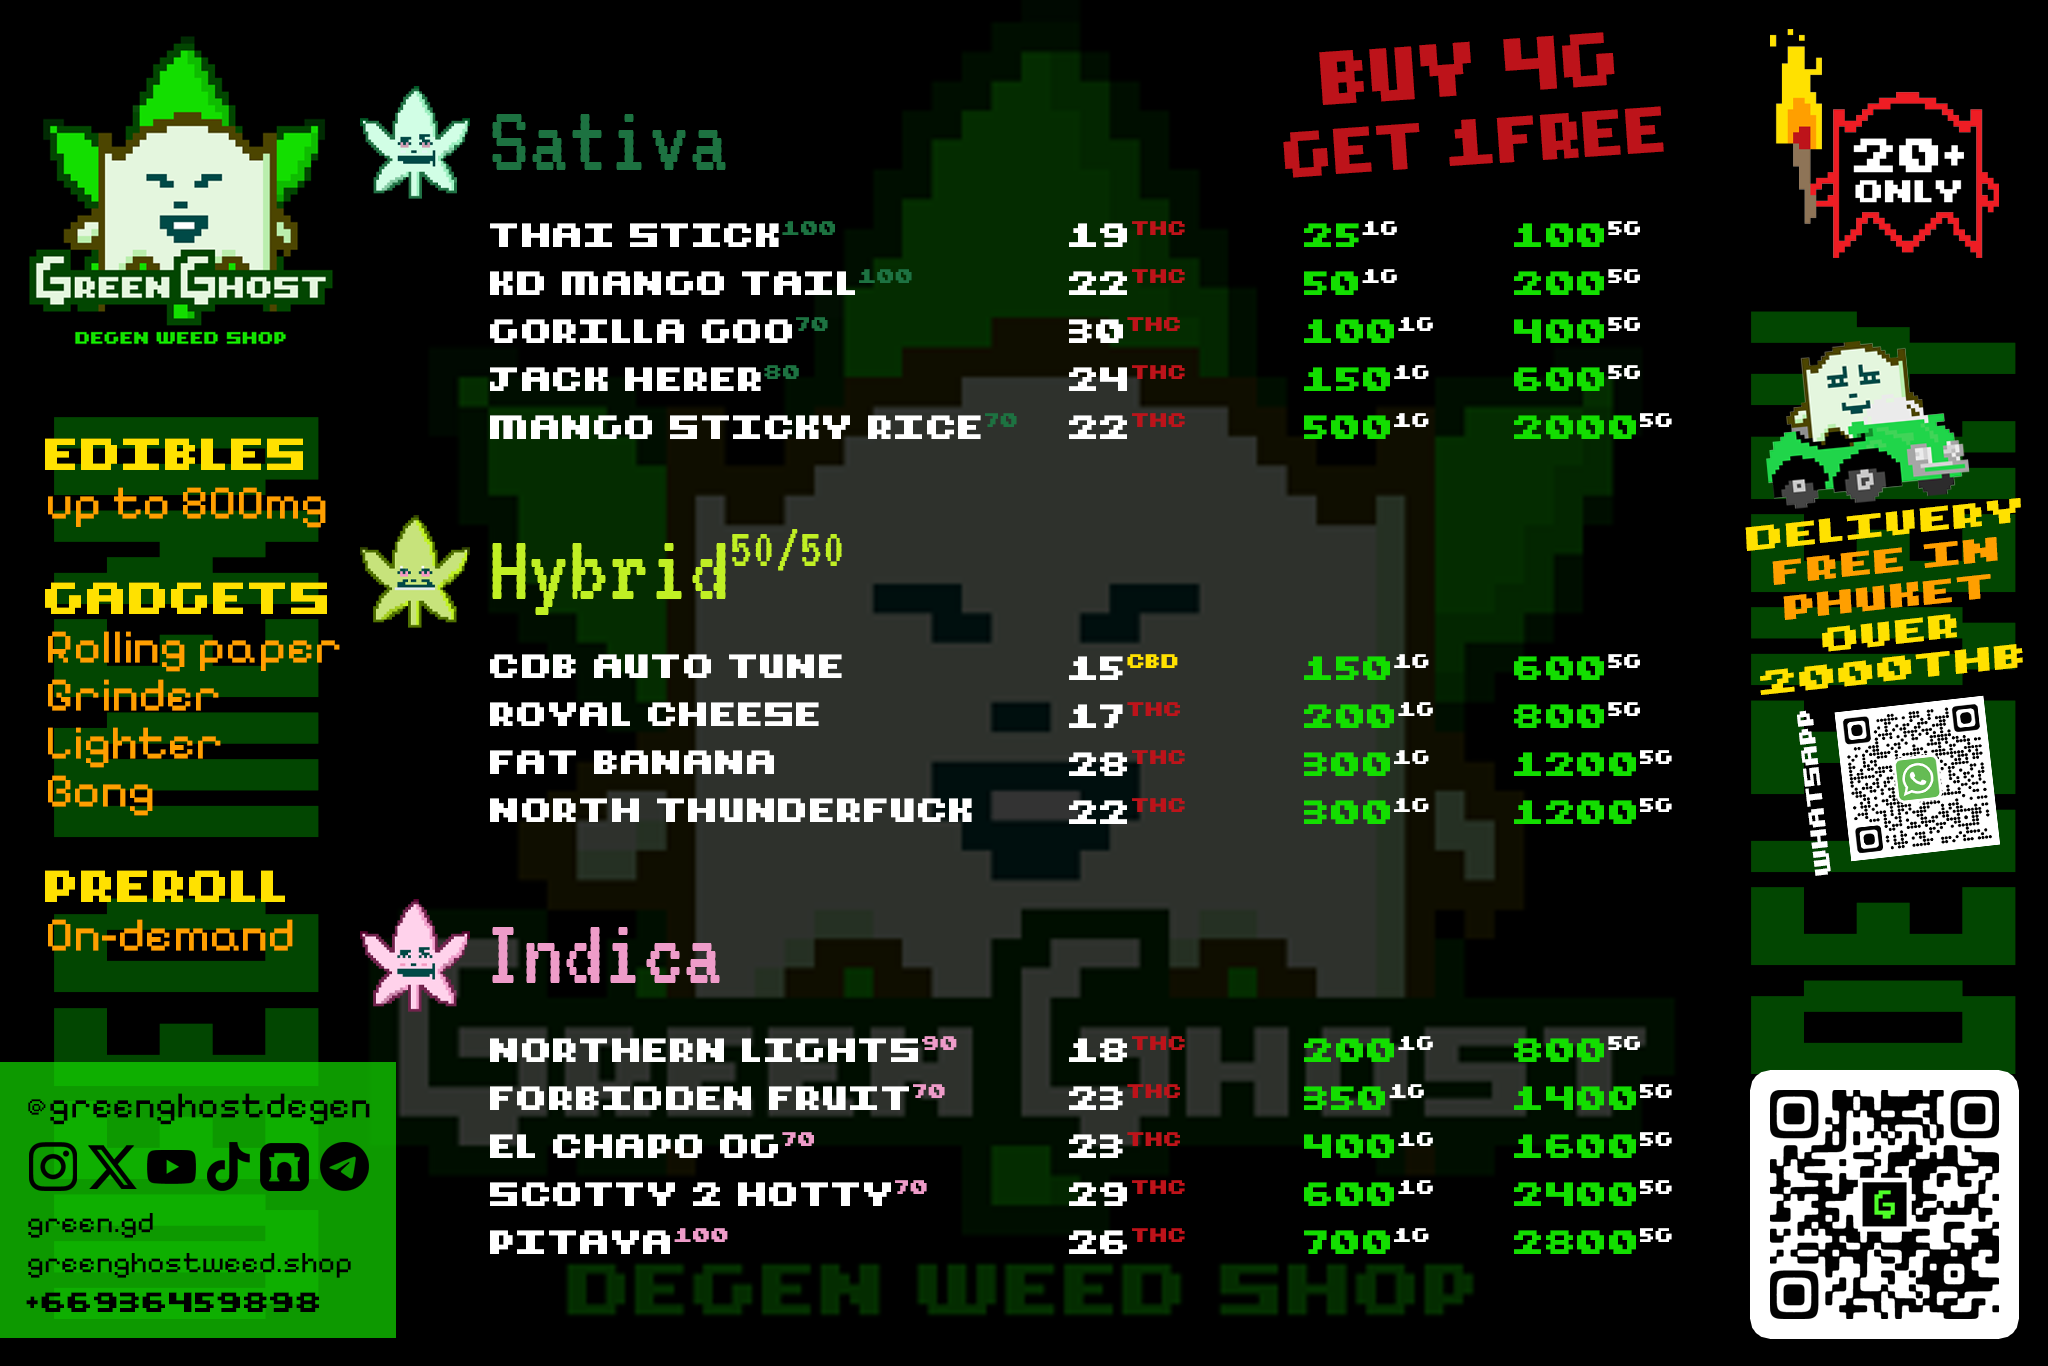 GREEN GHOST
DEGEN WEED SHOP
EDIBLES
up to 800mg
GADGETS
Rolling paper
Grinder
Lighter
Bong
PREROLL
On-demand
@greenghostdegen
green.gd
greenghostweed.shop
+66936459898
Sativa
BUY 4G
GET 1FREE
THAI STICK100 19THC 251G 1005G
KD MANGO TAIL100 22THC 501G 2005G
GORILLA GOO70 30THC 1001G 4005G
JACK HERER80 24THC 1501G 6005G
MANGO STICKY RICE70 22THC 5001G 20005G
Hybrid50/50
CDB AUTO TUNE 15CBD 1501G 6005G
ROYAL CHEESE 17THC 2001G 8005G
FAT BANANA 28THC 3001G 12005G
NORTH THUNDERFUCK 22THC 3001G 12005G
Indica
NORTHERN LIGHTS90 18THC 2001G 8005G
FORBIDDEN FRUIT70 23THC 3501G 14005G
EL CHAPO OG70 23THC 4001G 16005G
SCOTTY 2 HOTTY70 29THC 6001G 24005G
PITAYA100 26THC 7001G 28005G
GREEN GHOST
DEGEN WEED SHOP
20+
ONLY
DELIVERY
FREE IN
PHUKET
OVER
2000THB
WHATSAPP
G